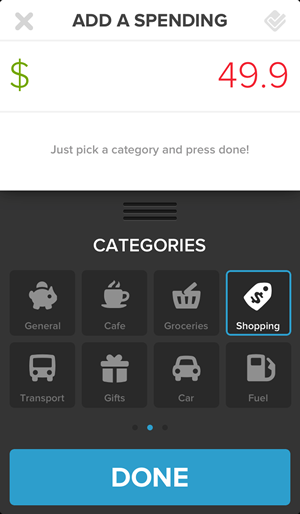 ADD A SPENDING
$ 49.9
Just pick a category and press done!
CATEGORIES
General Cafe Groceries Shopping
Transport Gifts Car Fuel
DONE